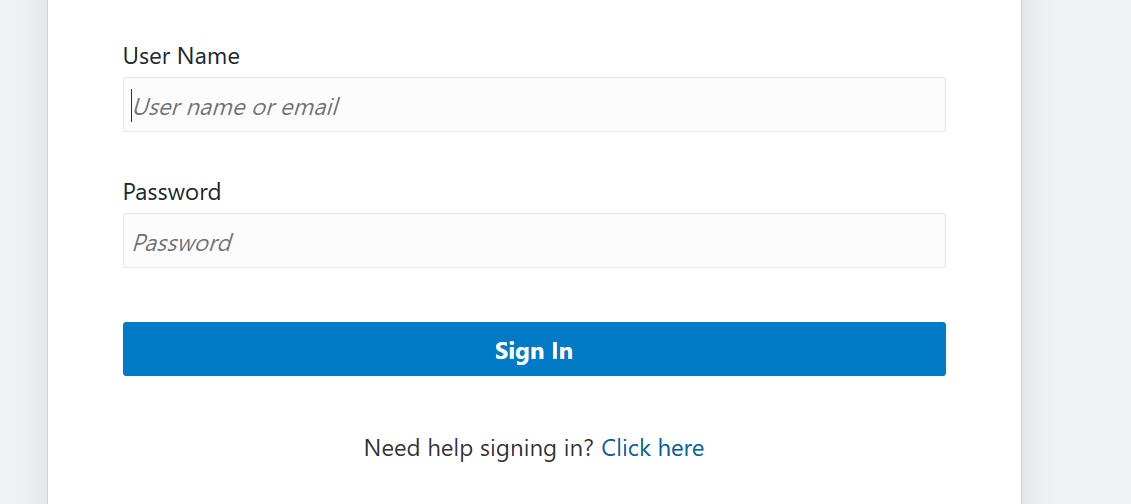 User Name
User name or email
Password
Password
Sign In
Need help signing in? Click here